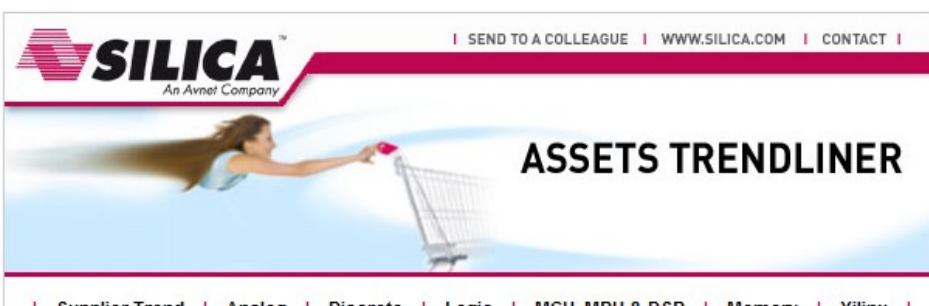 SILICA™
An Avnet Company
| SEND TO A COLLEAGUE | WWW.SILICA.COM | CONTACT |
ASSETS TRENDLINER
| Supplier Trend | Analog | Discrete | Logic | MCU, MPU & DSP | Memory | Xilinx |